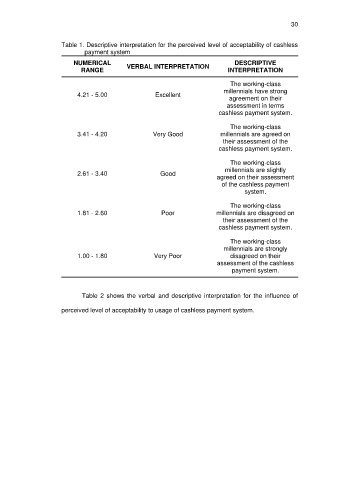 30
Table 1. Descriptive interpretation for the perceived level of acceptability of cashless
payment system
NUMERICAL
RANGE
VERBAL INTERPRETATION
DESCRIPTIVE
INTERPRETATION
4.21 - 5.00
Excellent
The working-class
millennials have strong
agreement on their
assessment in terms
cashless payment system.
3.41 - 4.20
Very Good
The working-class
millennials are agreed on
their assessment of the
cashless payment system.
2.61 - 3.40
Good
The working-class
millennials are slightly
agreed on their assessment
of the cashless payment
system.
1.81 - 2.60
Poor
The working-class
millennials are disagreed on
their assessment of the
cashless payment system.
1.00 - 1.80
Very Poor
The working-class
millennials are strongly
disagreed on their
assessment of the cashless
payment system.
Table 2 shows the verbal and descriptive interpretation for the influence of
perceived level of acceptability to usage of cashless payment system.